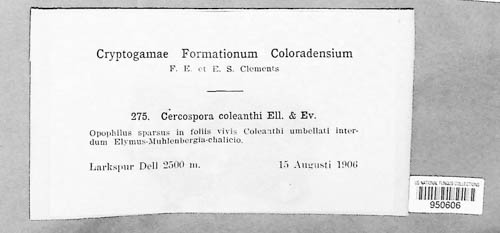 Cryptogamae Formationum Coloradensium
F. E. et E. S. Clements
275. Cercospora coleanthi Ell. & Ev.
Opophilus sparsus in foliis vivis Coleanthi umbellati inter-
dum Elymus-Muhlenbergia-chalicio.
Larkspur Dell 2500 m. 15 Augusti 1906
US NATIONAL FUNGUS COLLECTIONS
950606